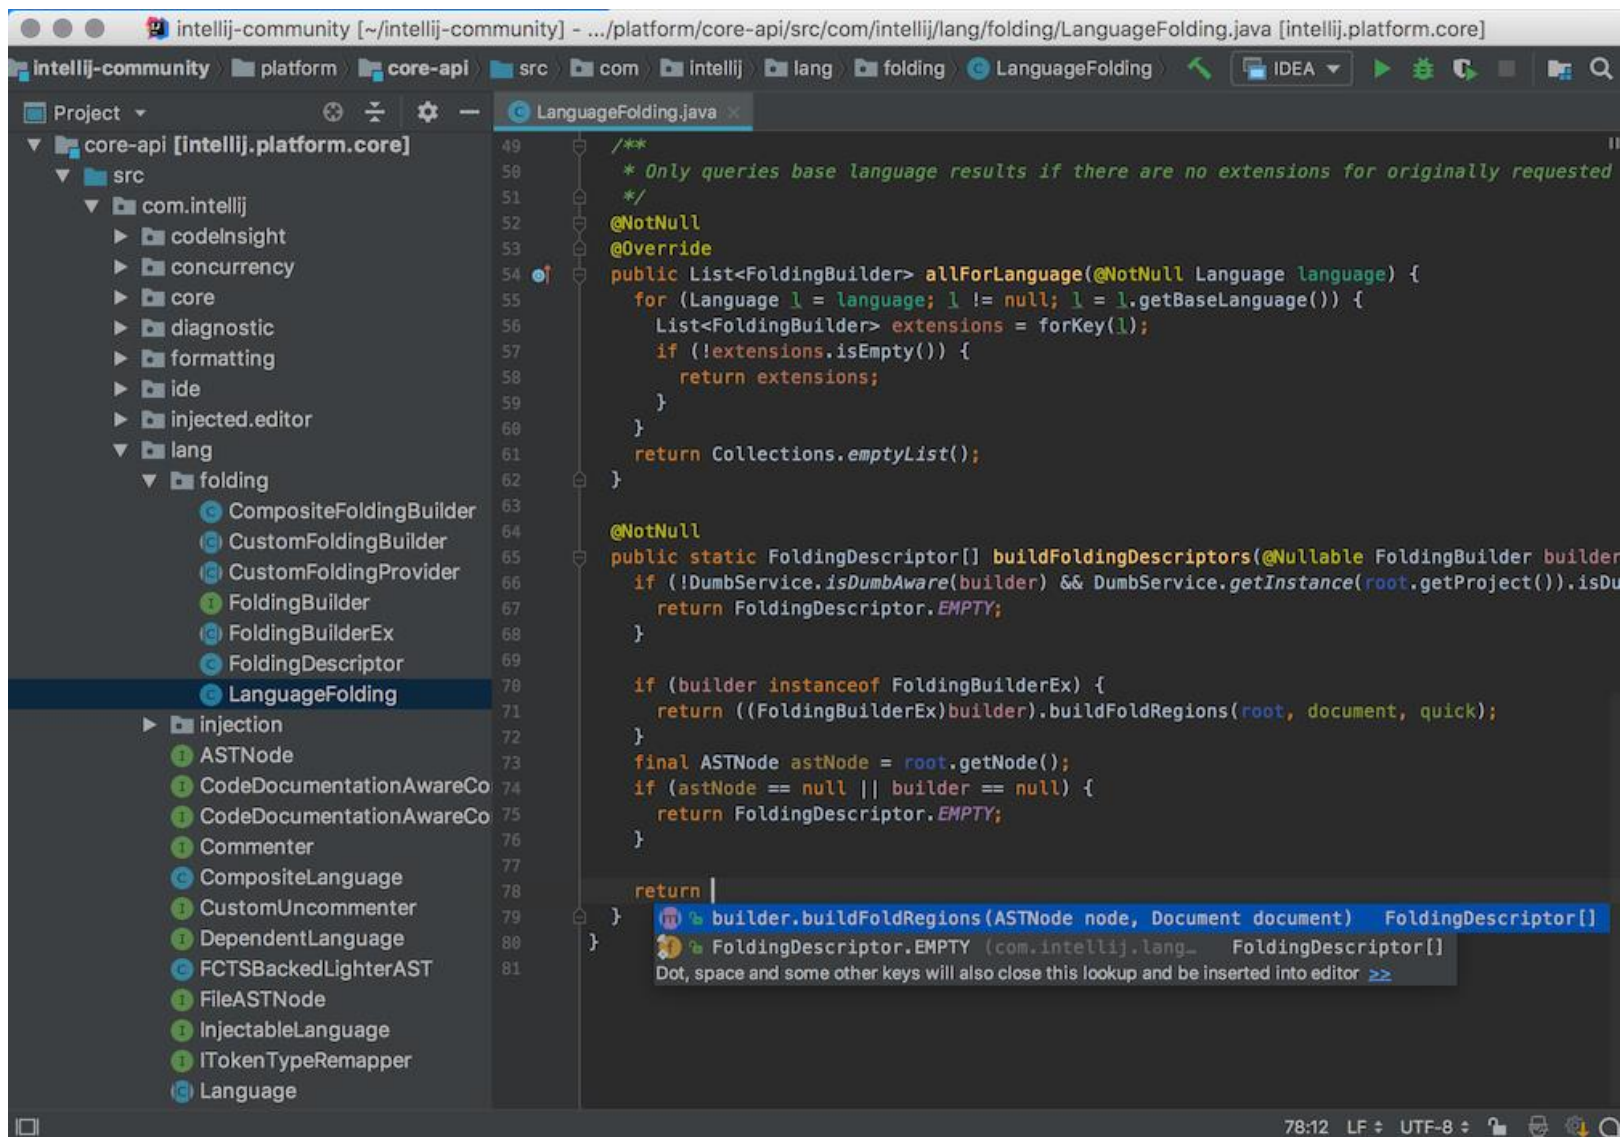 intellij-community [~/intellij-community] - .../platform/core-api/src/com/intellij/lang/folding/LanguageFolding.java [intellij.platform.core]
intellij-community platform core-api src com intellij lang folding LanguageFolding IDEA
Project
core-api [intellij.platform.core]
src
com.intellij
codeInsight
concurrency
core
diagnostic
formatting
ide
injected.editor
lang
folding
CompositeFoldingBuilder
CustomFoldingBuilder
CustomFoldingProvider
FoldingBuilder
FoldingBuilderEx
FoldingDescriptor
LanguageFolding
injection
ASTNode
CodeDocumentationAwareCo
CodeDocumentationAwareCo
Commenter
CompositeLanguage
CustomUncommenter
DependentLanguage
FCTSBackedLighterAST
FileASTNode
InjectableLanguage
ITokenTypeRemapper
Language
LanguageFolding.java
49 /**
50 * Only queries base language results if there are no extensions for originally requested
51 */
52 @NotNull
53 @Override
54 public List<FoldingBuilder> allForLanguage(@NotNull Language language) {
55 for (Language l = language; l != null; l = l.getBaseLanguage()) {
56 List<FoldingBuilder> extensions = forKey(l);
57 if (!extensions.isEmpty()) {
58 return extensions;
59 }
60 }
61 return Collections.emptyList();
62 }
63
64 @NotNull
65 public static FoldingDescriptor[] buildFoldingDescriptors(@Nullable FoldingBuilder builder
66 if (!DumbService.isDumbAware(builder) && DumbService.getInstance(root.getProject()).isDu
67 return FoldingDescriptor.EMPTY;
68 }
69
70 if (builder instanceof FoldingBuilderEx) {
71 return ((FoldingBuilderEx)builder).buildFoldRegions(root, document, quick);
72 }
73 final ASTNode astNode = root.getNode();
74 if (astNode == null || builder == null) {
75 return FoldingDescriptor.EMPTY;
76 }
77
78 return
79 }
80 }
81
builder.buildFoldRegions(ASTNode node, Document document) FoldingDescriptor[]
FoldingDescriptor.EMPTY (com.intellij.lang… FoldingDescriptor[]
Dot, space and some other keys will also close this lookup and be inserted into editor >>
78:12 LF UTF-8